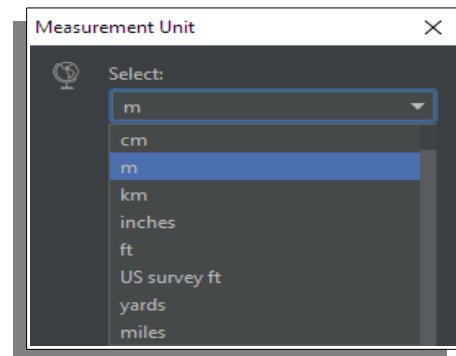 Measurement Unit
Select:
m
cm
m
km
inches
ft
US survey ft
yards
miles